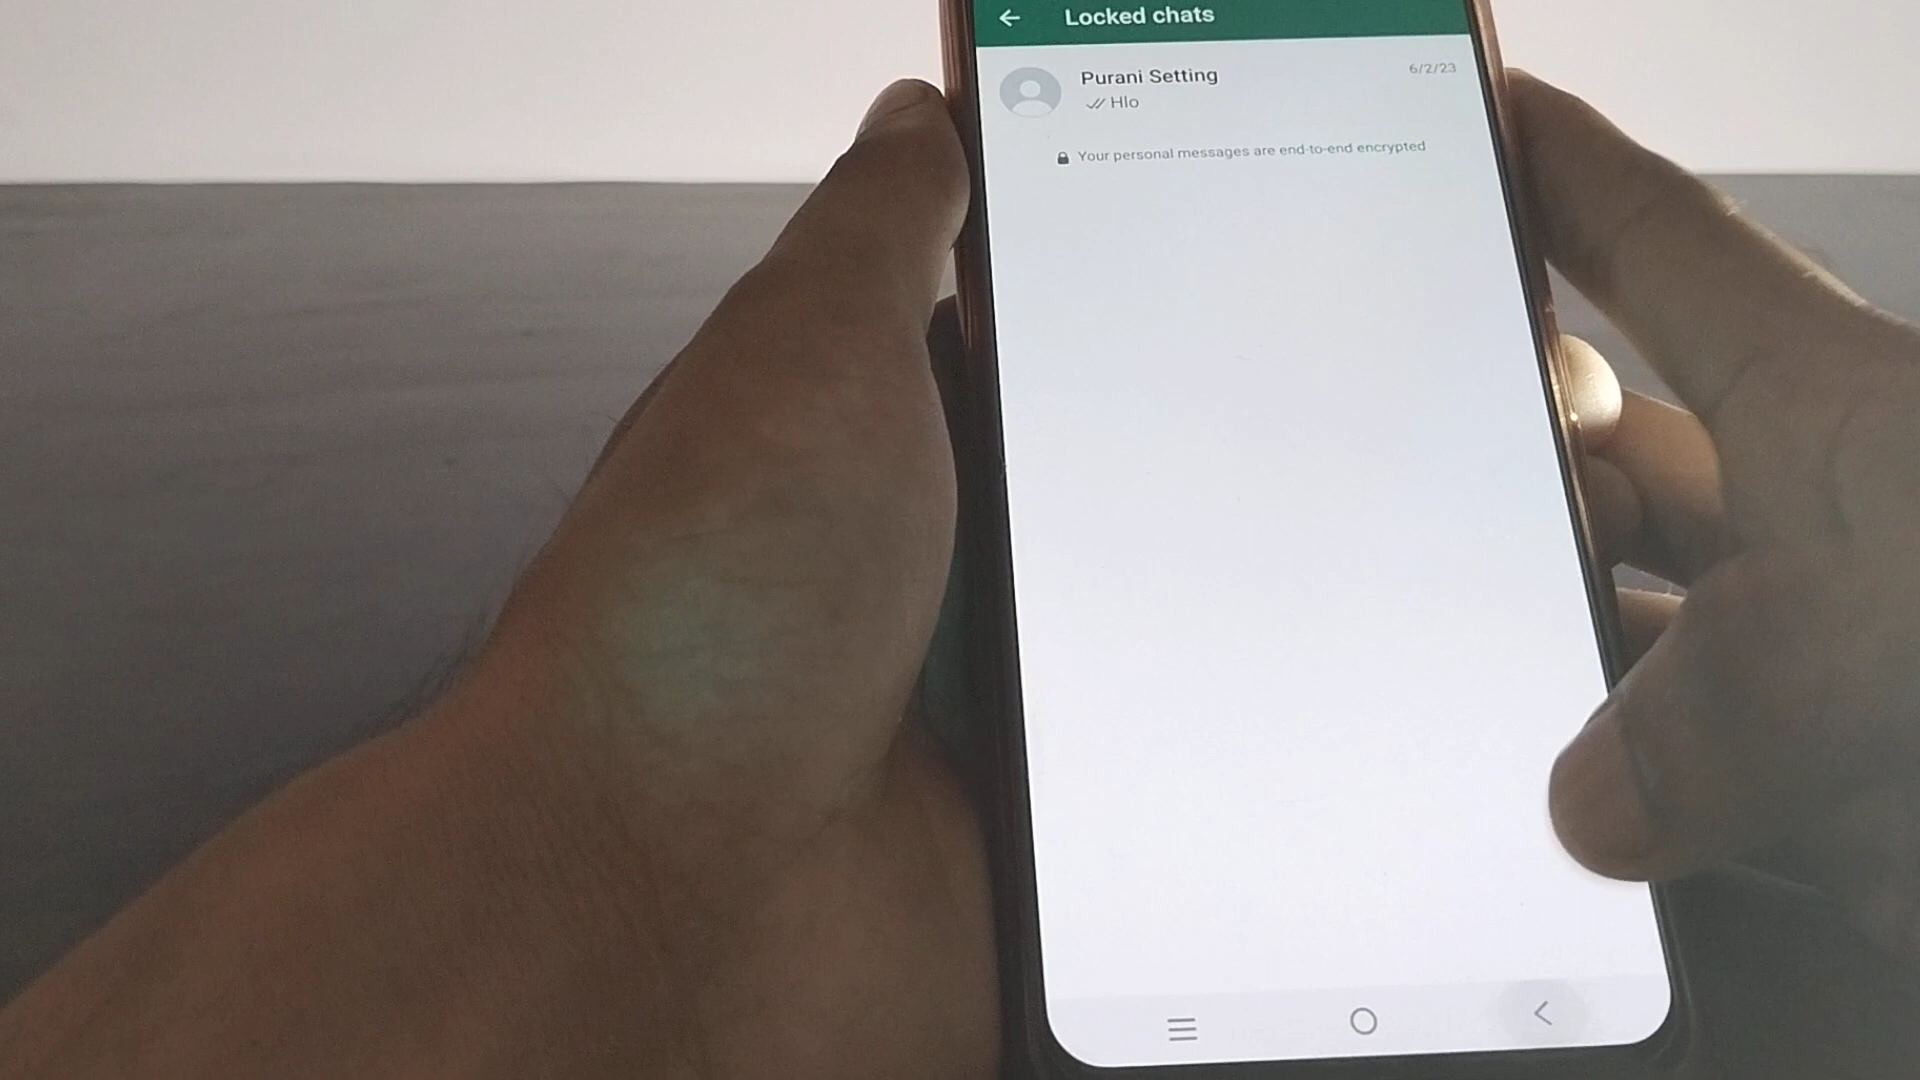 Locked chats
Purani Setting
6/2/23
Hlo
Your personal messages are end-to-end encrypted